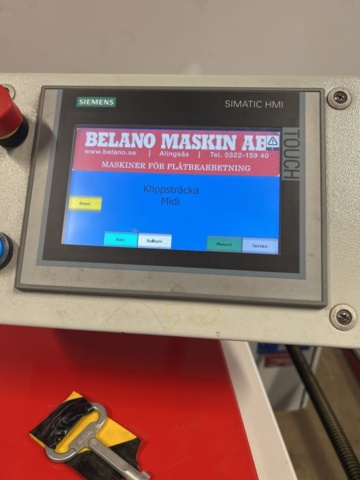 SIEMENS
SIMATIC HMI
TOUCH
BELANO MASKIN AB
www.belano.se | Alingsås | Tel. 0322-159 40
MASKINER FÖR PLÅTBEARBETNING
Klippsträcka
Midi
Manuell
Service